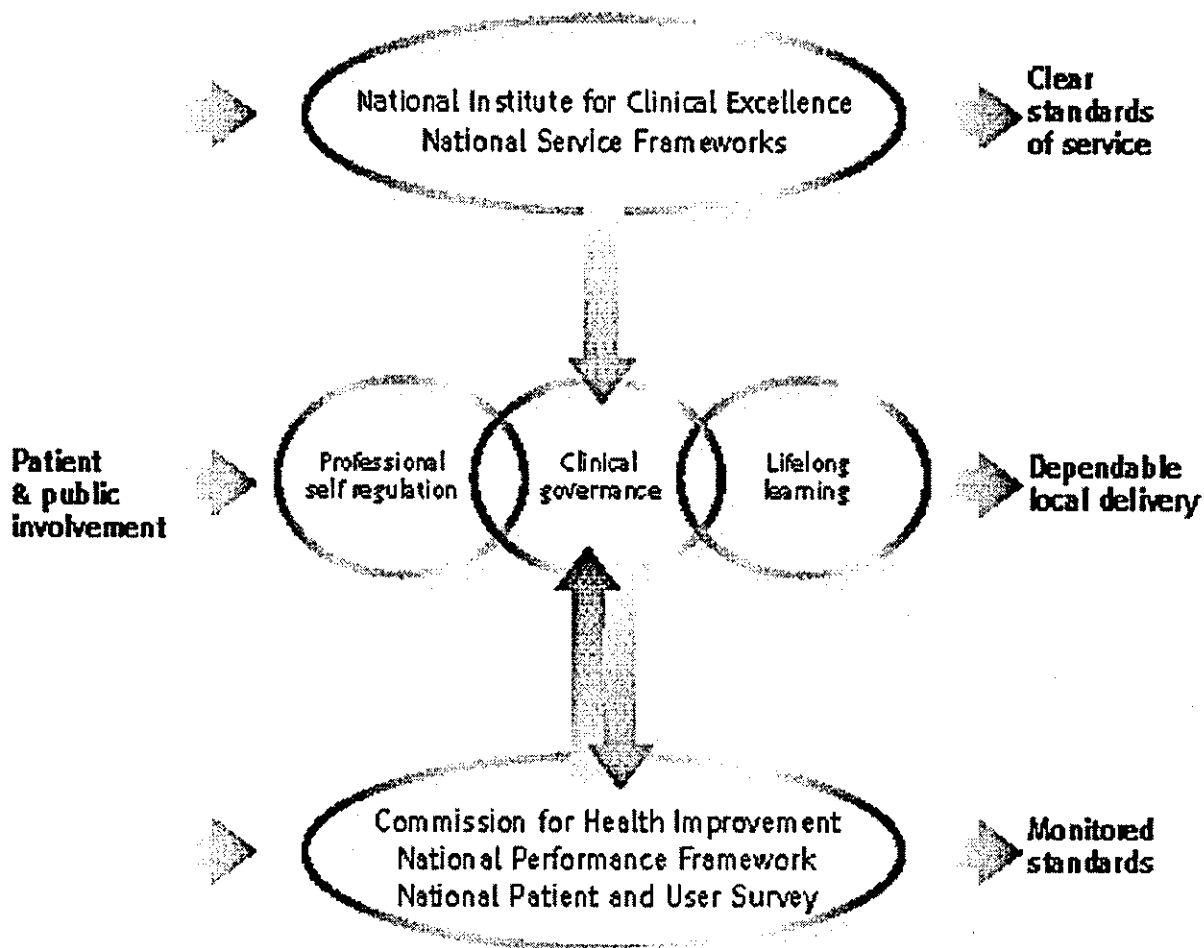 National Institute for Clinical Excellence
National Service Frameworks
Clear
standards
of service
Patient
& public
involvement
Professional
self regulation
Clinical
governance
Lifelong
learning
Dependable
local delivery
Commission for Health Improvement
National Performance Framework
National Patient and User Survey
Monitored
standards